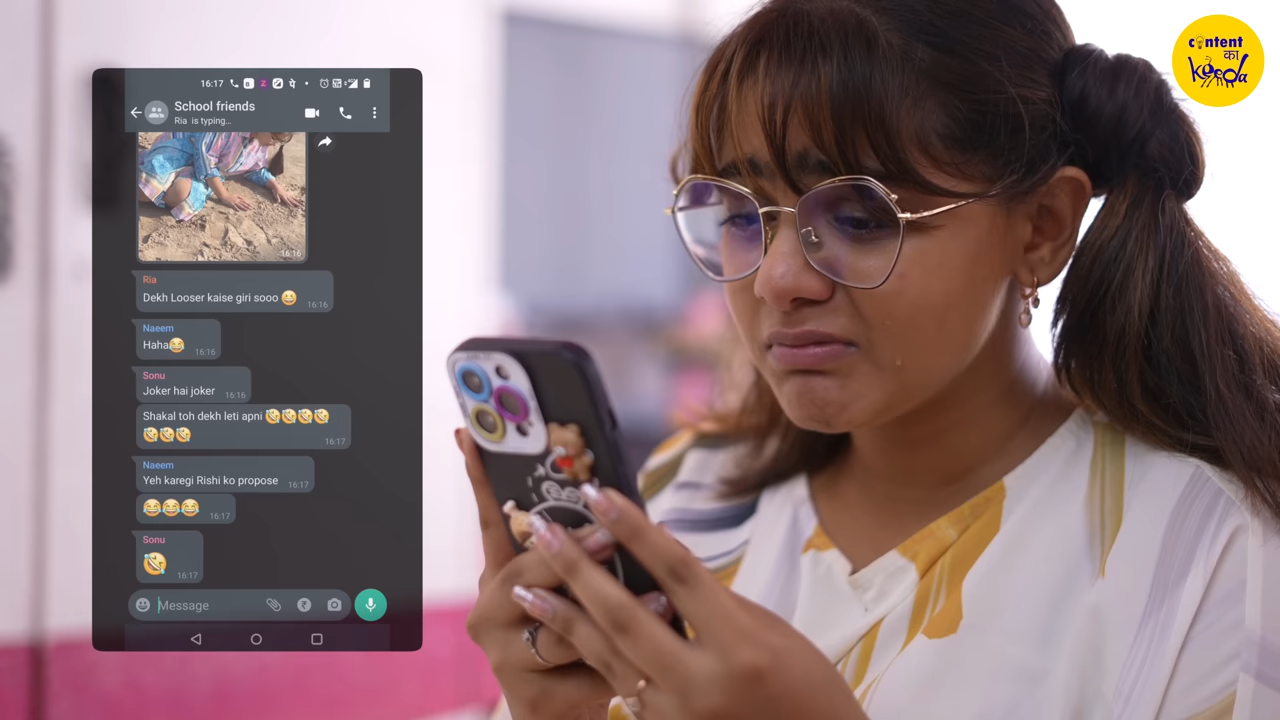 16:17
School friends
Ria is typing...
16:16
Ria
Dekh Looser kaise giri sooo 😂
16:16
Naeem
Haha😂
16:16
Sonu
Joker hai joker
16:16
Shakal toh dekh leti apni 🤣🤣🤣🤣
🤣🤣🤣
16:17
Naeem
Yeh karegi Rishi ko propose
16:17
😂😂😂
16:17
Sonu
🤣
16:17
Message
content
का
keeda